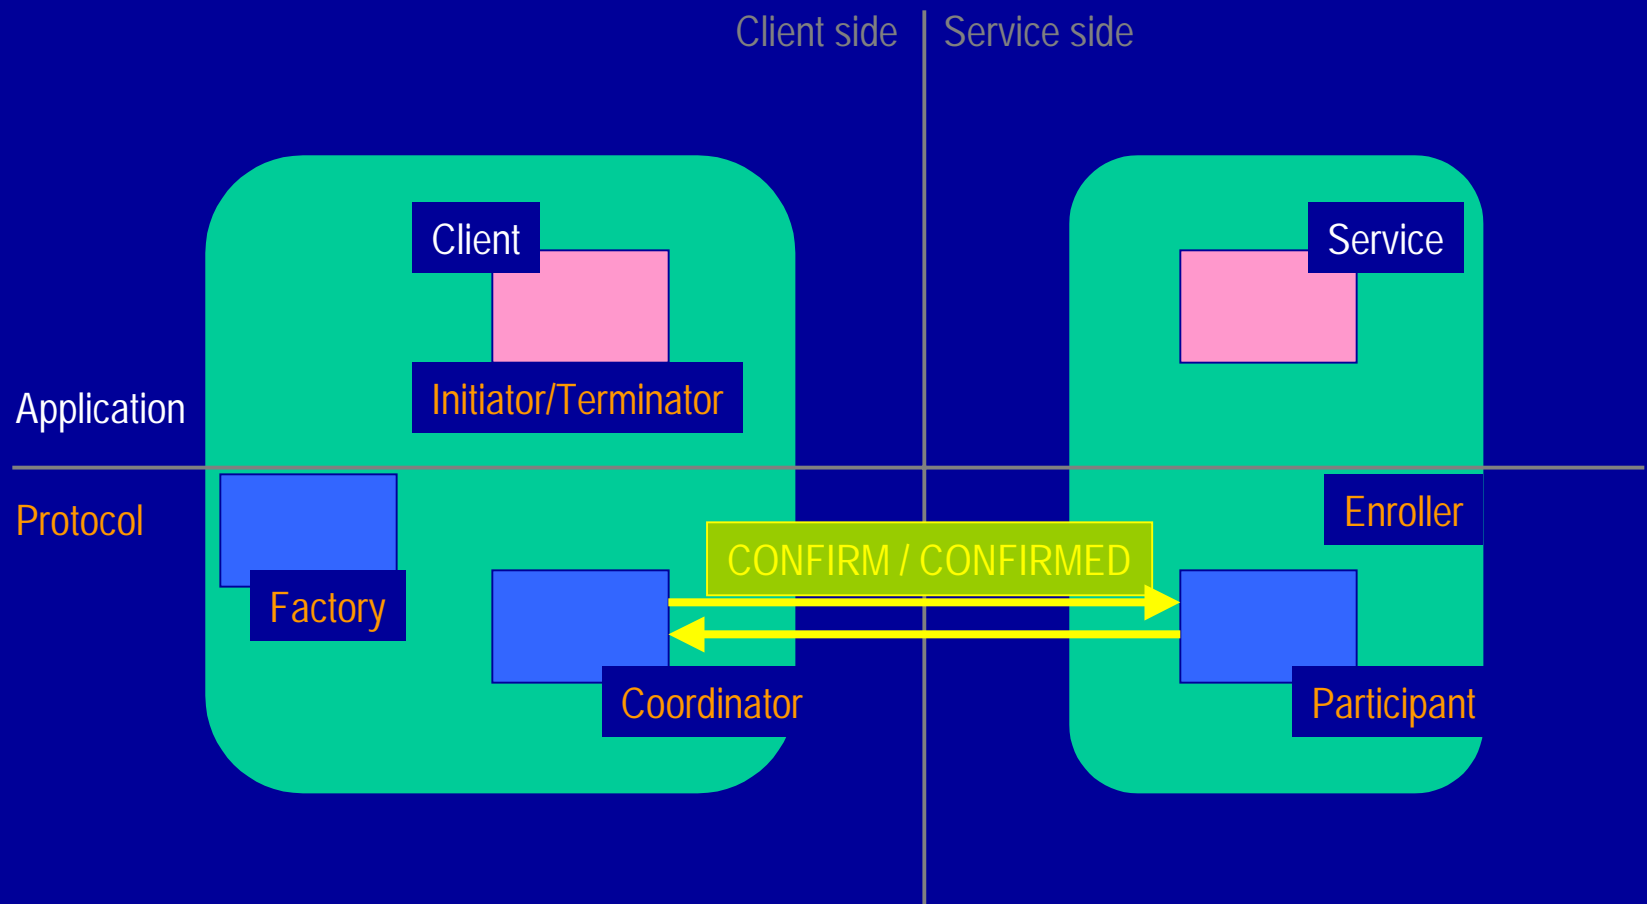 Client side
Service side
Client
Service
Initiator/Terminator
Application
Protocol
Enroller
CONFIRM / CONFIRMED
Factory
Coordinator
Participant